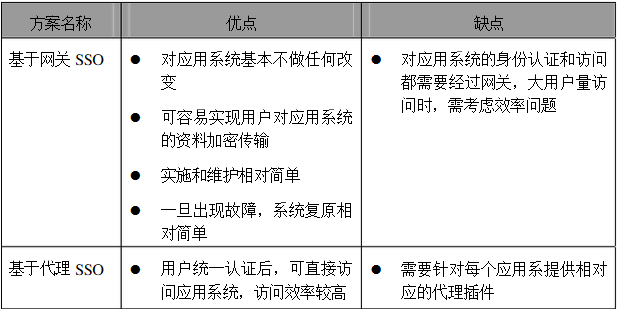 方案名称 优点 缺点
基于网关 SSO
● 对应用系统基本不做任何改
变
● 可容易实现用户对应用系统
的资料加密传输
● 实施和维护相对简单
● 一旦出现故障，系统复原相
对简单
● 对应用系统的身份认证和访问
都需要经过网关，大用户量访
问时，需考虑效率问题
基于代理 SSO
● 用户统一认证后，可直接访
问应用系统，访问效率较高
● 需要针对每个应用系提供相对
应的代理插件